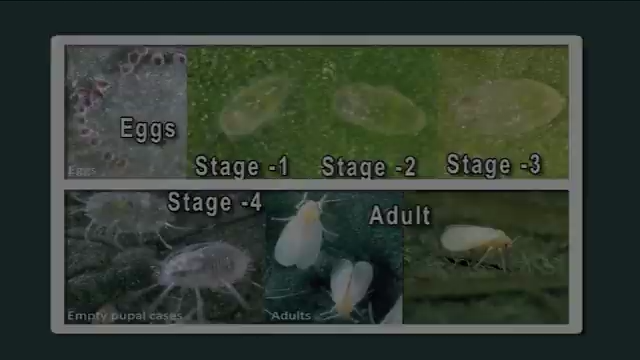 Eggs
Eggs
Stage -1
Stage -2
Stage -3
Stage -4
Adult
Empty pupal cases
Adults